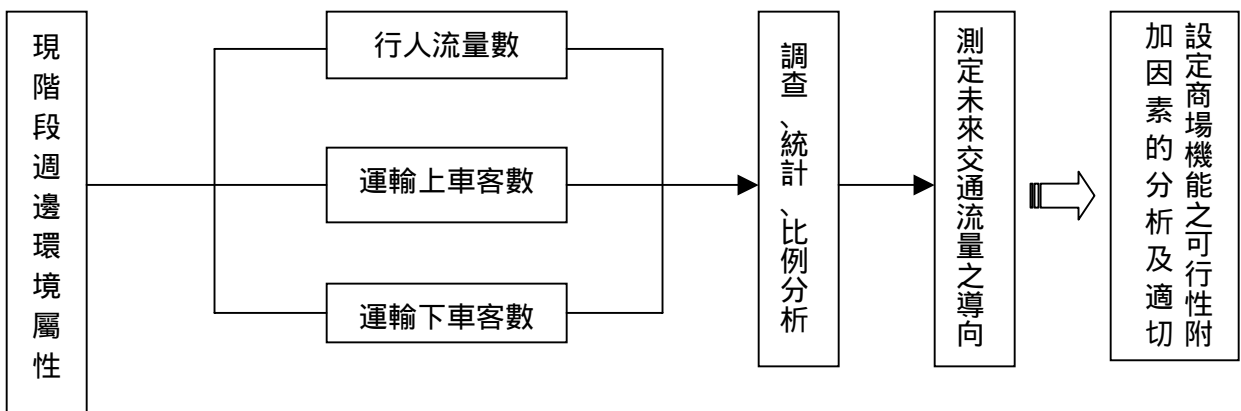 現階段週邊環境屬性
行人流量數
運輸上車客數
運輸下車客數
調查、統計、比例分析
測定未來交通流量之導向
設定商場機能之可行性附
加因素的分析及適切